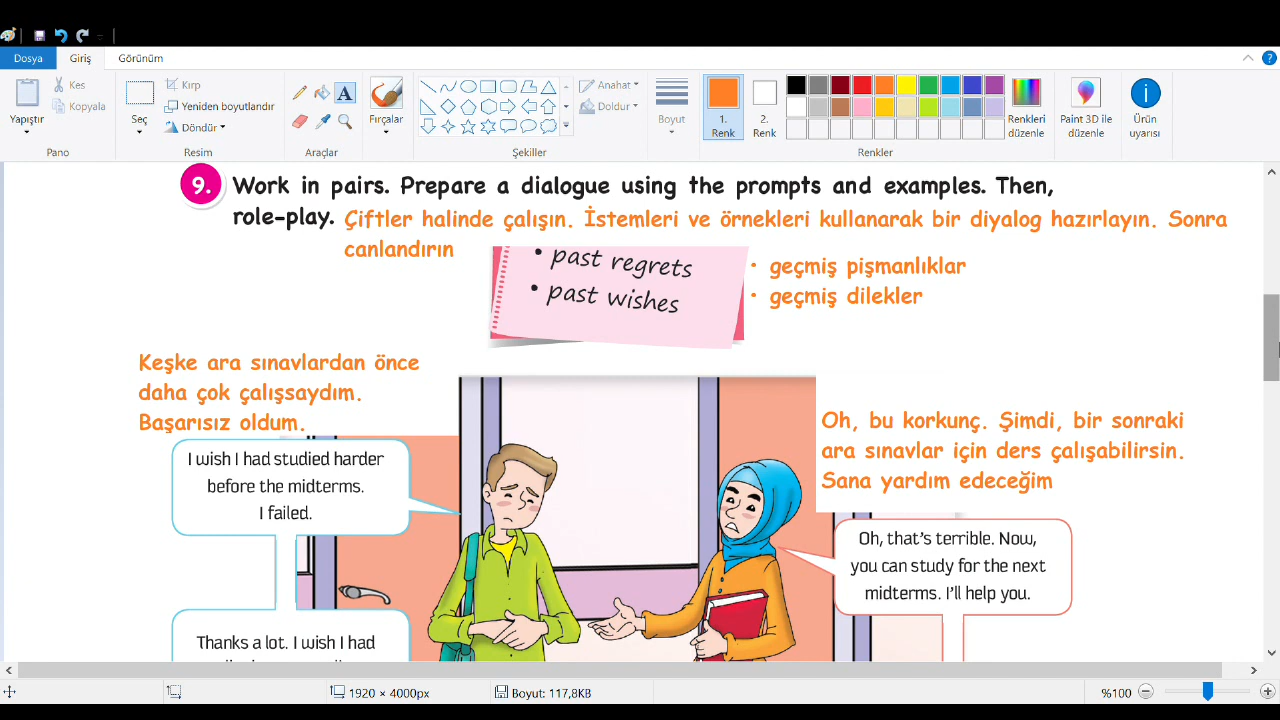 Dosya
Giriş
Görünüm
Yapıştır
Kes
Kopyala
Pano
Seç
Kırp
Yeniden boyutlandır
Döndür
Resim
A
Araçlar
Fırçalar
Anahat
Doldur
Şekiller
Boyut
1. Renk
2. Renk
Renkleri düzenle
Renkler
Paint 3D ile düzenle
Ürün uyarısı
9. Work in pairs. Prepare a dialogue using the prompts and examples. Then,
role-play. Çiftler halinde çalışın. İstemleri ve örnekleri kullanarak bir diyalog hazırlayın. Sonra
canlandırın
• past regrets
• past wishes
• geçmiş pişmanlıklar
• geçmiş dilekler
Keşke ara sınavlardan önce
daha çok çalışsaydım.
Başarısız oldum.
I wish I had studied harder
before the midterms.
I failed.
Oh, bu korkunç. Şimdi, bir sonraki
ara sınavlar için ders çalışabilirsin.
Sana yardım edeceğim
Oh, that's terrible. Now,
you can study for the next
midterms. I'll help you.
Thanks a lot. I wish I had
1920 × 4000px
Boyut: 117,8KB
%100